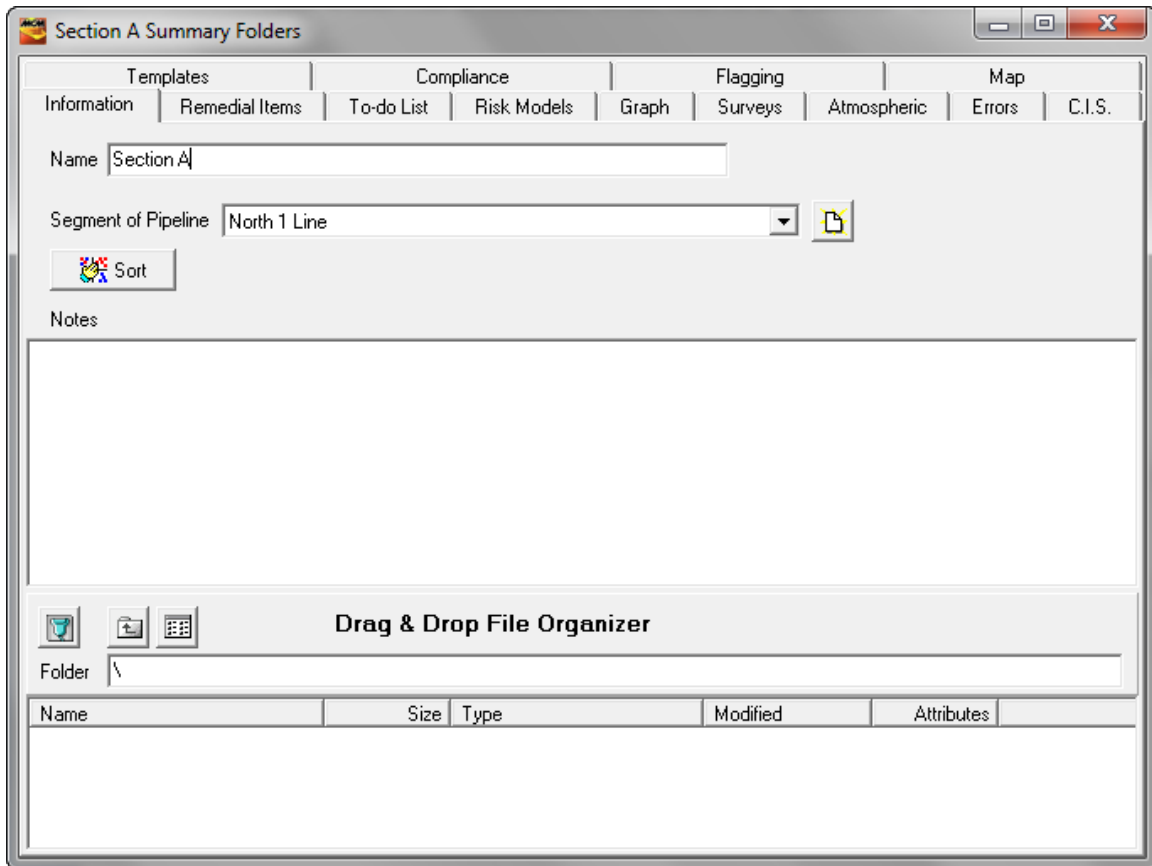 MCM Section A Summary Folders
Templates Compliance Flagging Map
Information Remedial Items To-do List Risk Models Graph Surveys Atmospheric Errors C.I.S.
Name Section A
Segment of Pipeline North 1 Line
Sort
Notes
Drag & Drop File Organizer
Folder \
Name Size Type Modified Attributes